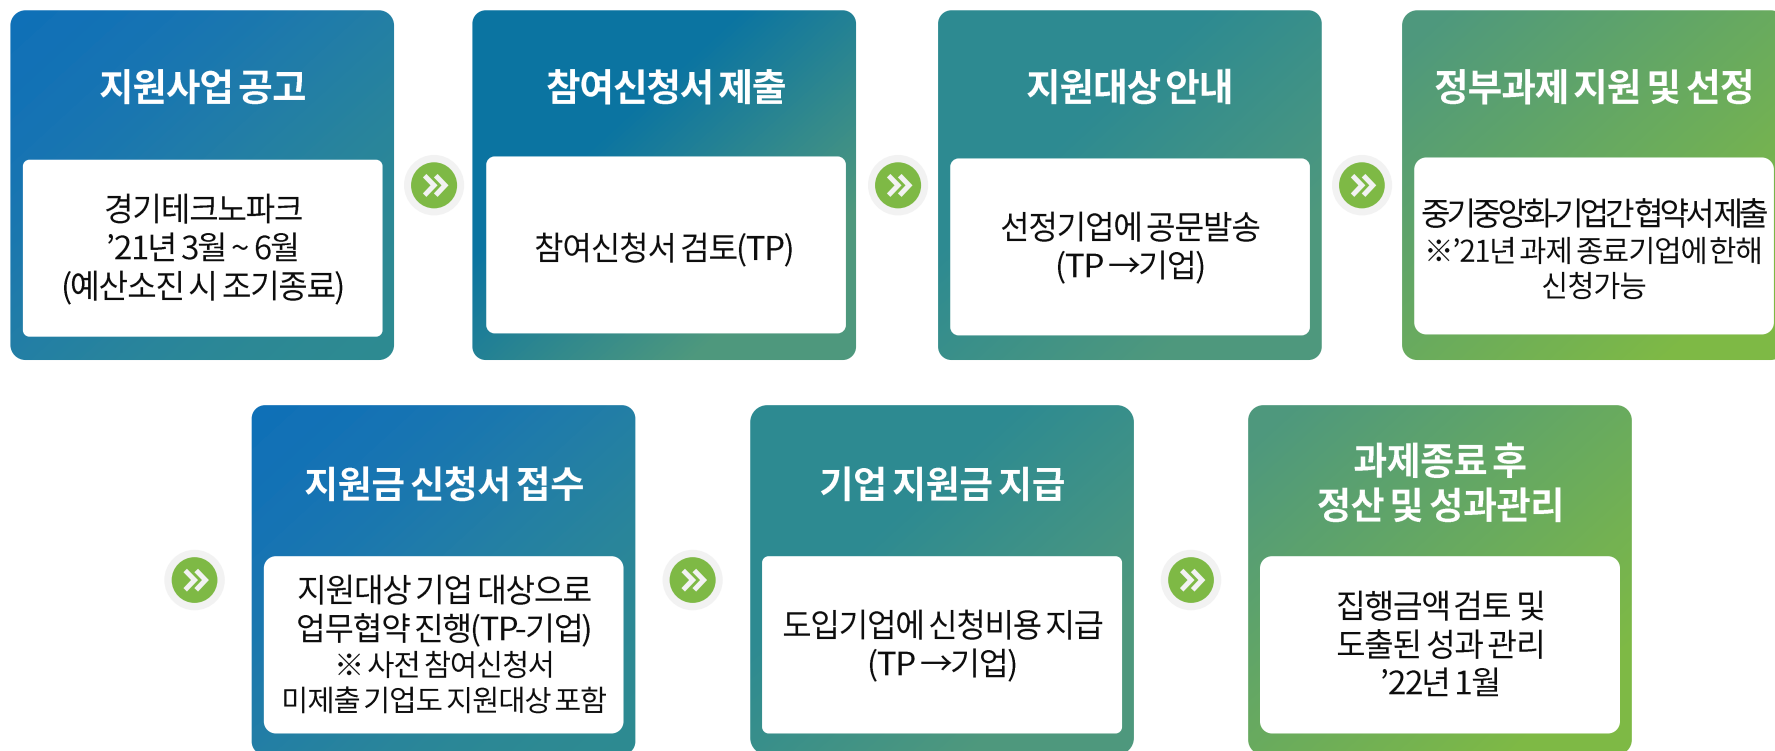 지원사업 공고
경기테크노파크
’21년 3월 ~ 6월
(예산소진 시 조기종료)
참여신청서 제출
참여신청서 검토(TP)
지원대상 안내
선정기업에 공문발송
(TP →기업)
정부과제 지원 및 선정
중기중앙화-기업간 협약서 제출
※’21년 과제 종료기업에 한해
신청가능
지원금 신청서 접수
지원대상 기업 대상으로
업무협약 진행(TP-기업)
※ 사전 참여신청서
미제출 기업도 지원대상 포함
기업 지원금 지급
도입기업에 신청비용 지급
(TP →기업)
과제종료 후
정산 및 성과관리
집행금액 검토 및
도출된 성과 관리
’22년 1월